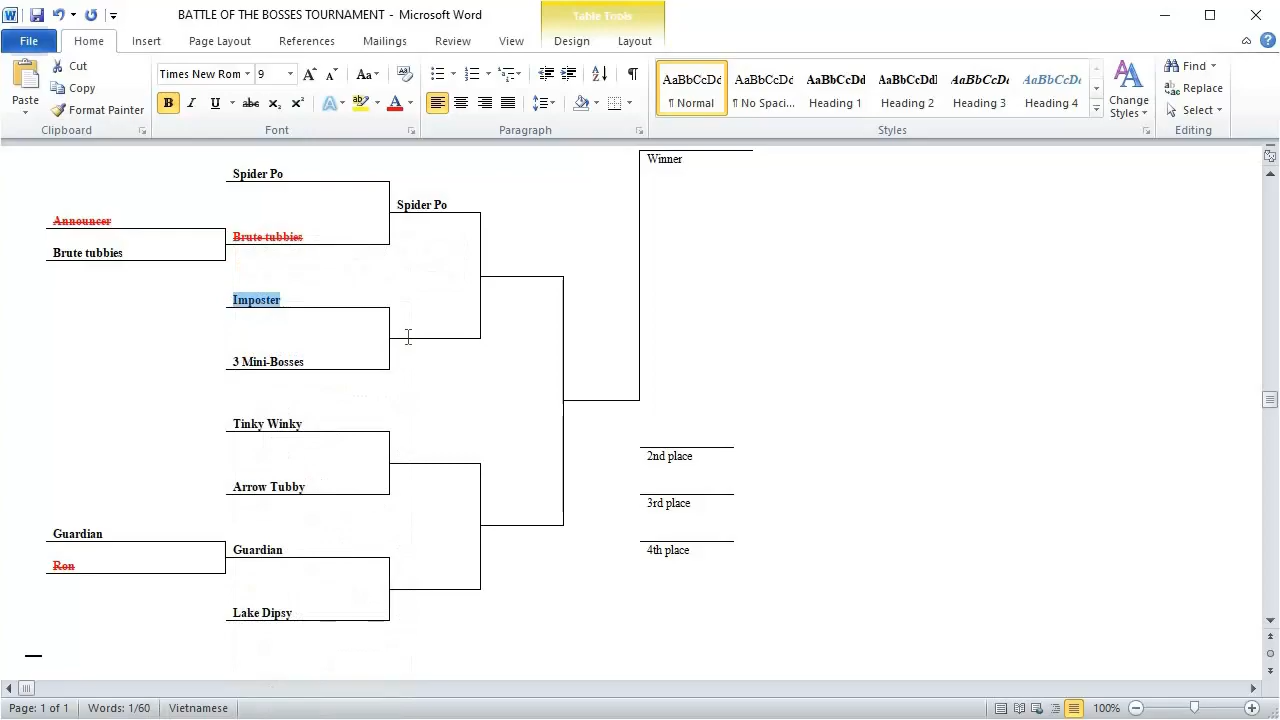 BATTLE OF THE BOSSES TOURNAMENT - Microsoft Word
Table Tools
File Home Insert Page Layout References Mailings Review View Design Layout
Paste
Cut
Copy
Format Painter
Clipboard
Times New Rom 9
Font
Paragraph
AaBbCcDd AaBbCcDd AaBbCcDd AaBbCcDd AaBbCcDd AaBbCcDd
¶ Normal ¶ No Spaci... Heading 1 Heading 2 Heading 3 Heading 4
Change Styles
Styles
Find
Replace
Select
Editing
Winner
Spider Po
Spider Po
Announcer
Brute tubbies
Brute tubbies
Imposter
3 Mini-Bosses
Tinky Winky
2nd place
Arrow Tubby
3rd place
Guardian
Guardian
4th place
Ron
Lake Dipsy
Page: 1 of 1 Words: 1/60 Vietnamese 100%